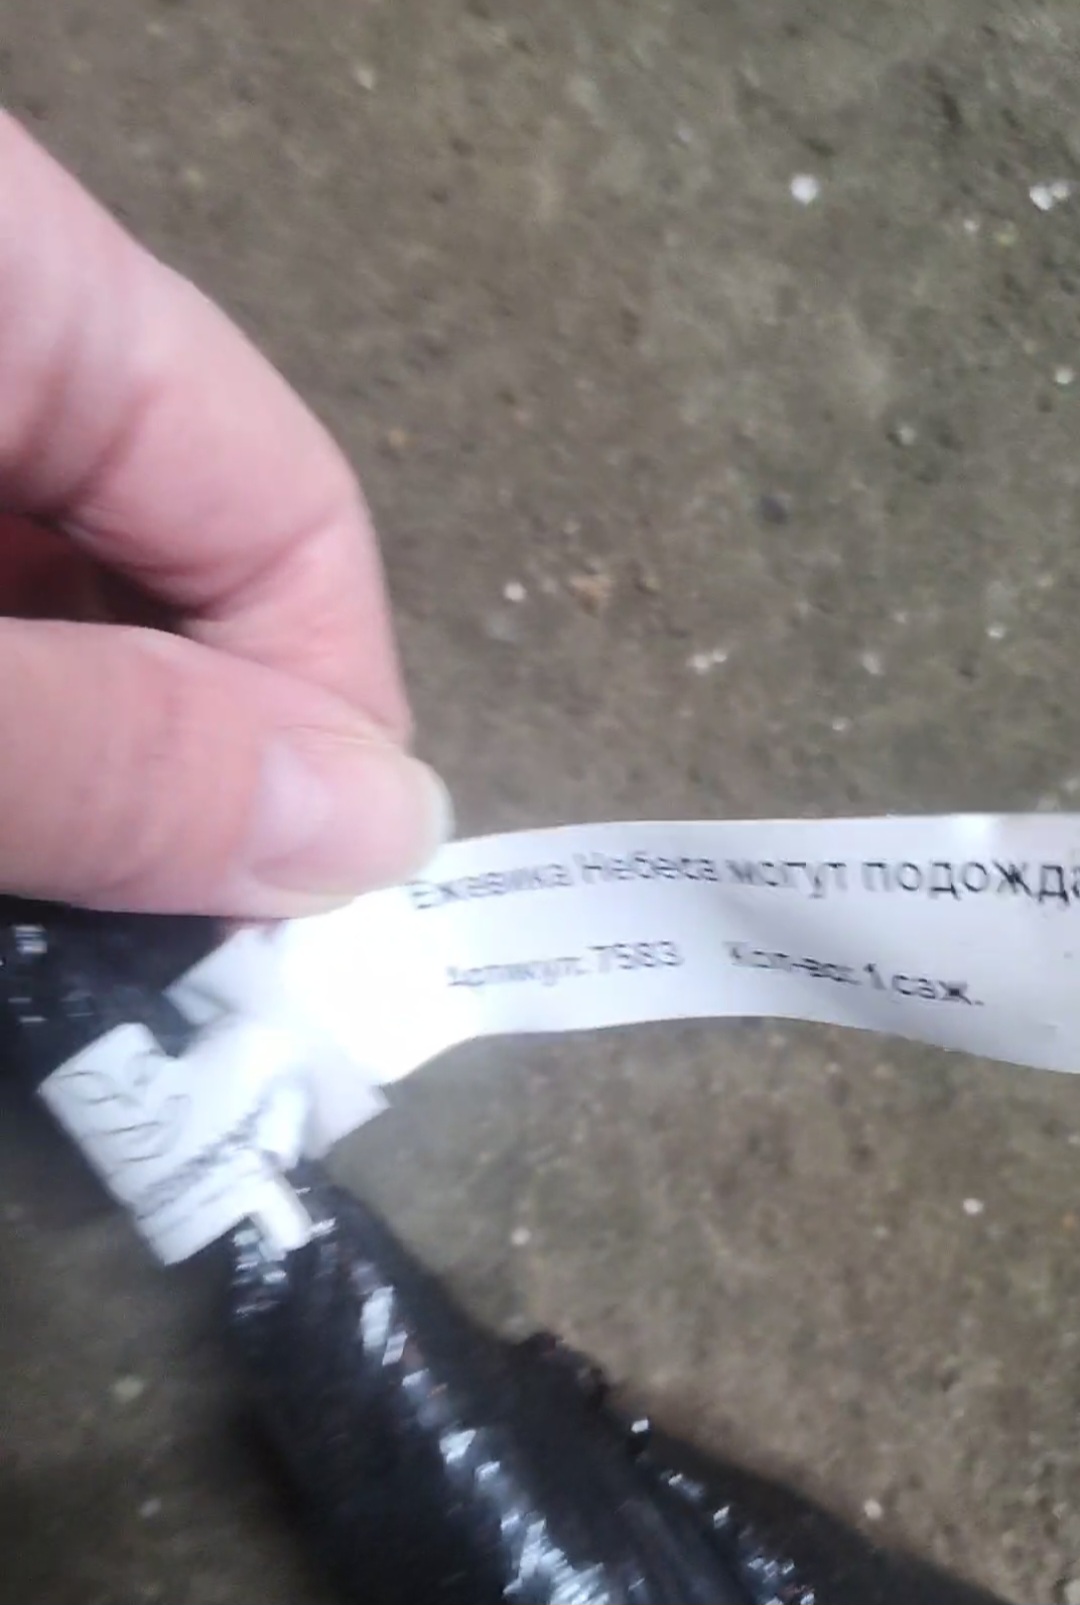 Ежевика Небеса могут подожда
Артикул: 7583 Кол-во: 1 саж.